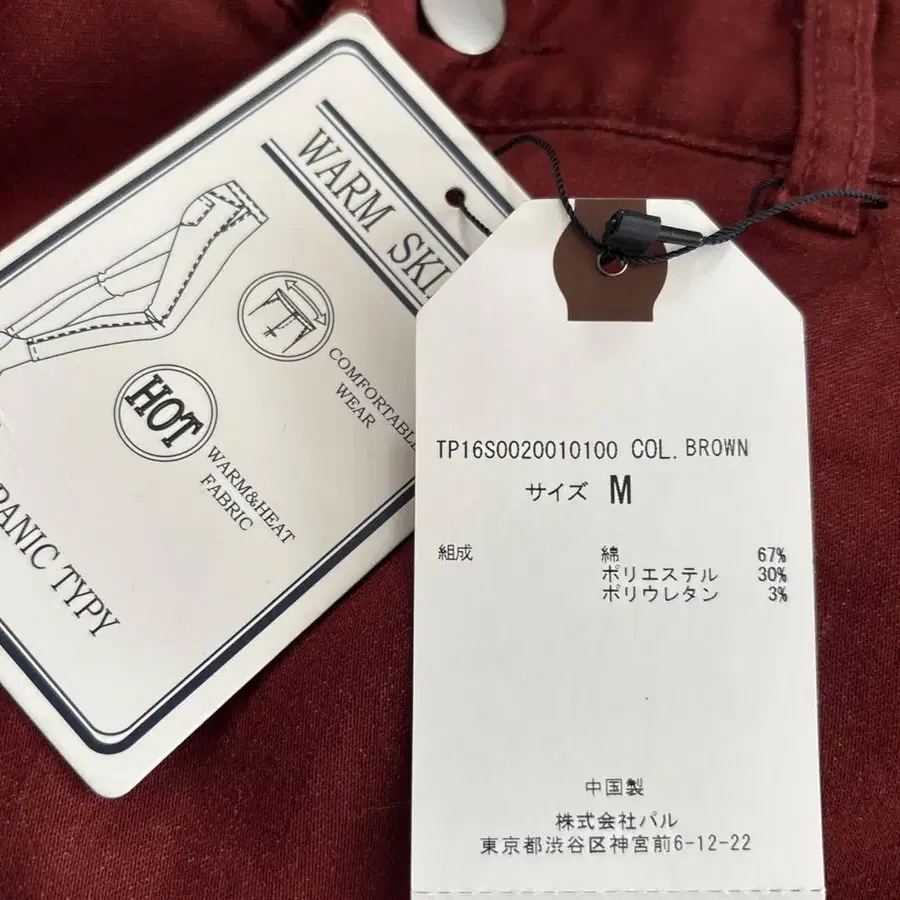 WARM SKI
COMFORTABLE
WEAR
HOT
WARM&HEAT
FABRIC
PANIC TYPY
TP16S0020010100 COL. BROWN
サイズ M
組成 綿 67%
ポリエステル 30%
ポリウレタン 3%
中国製
株式会社パル
東京都渋谷区神宮前6-12-22